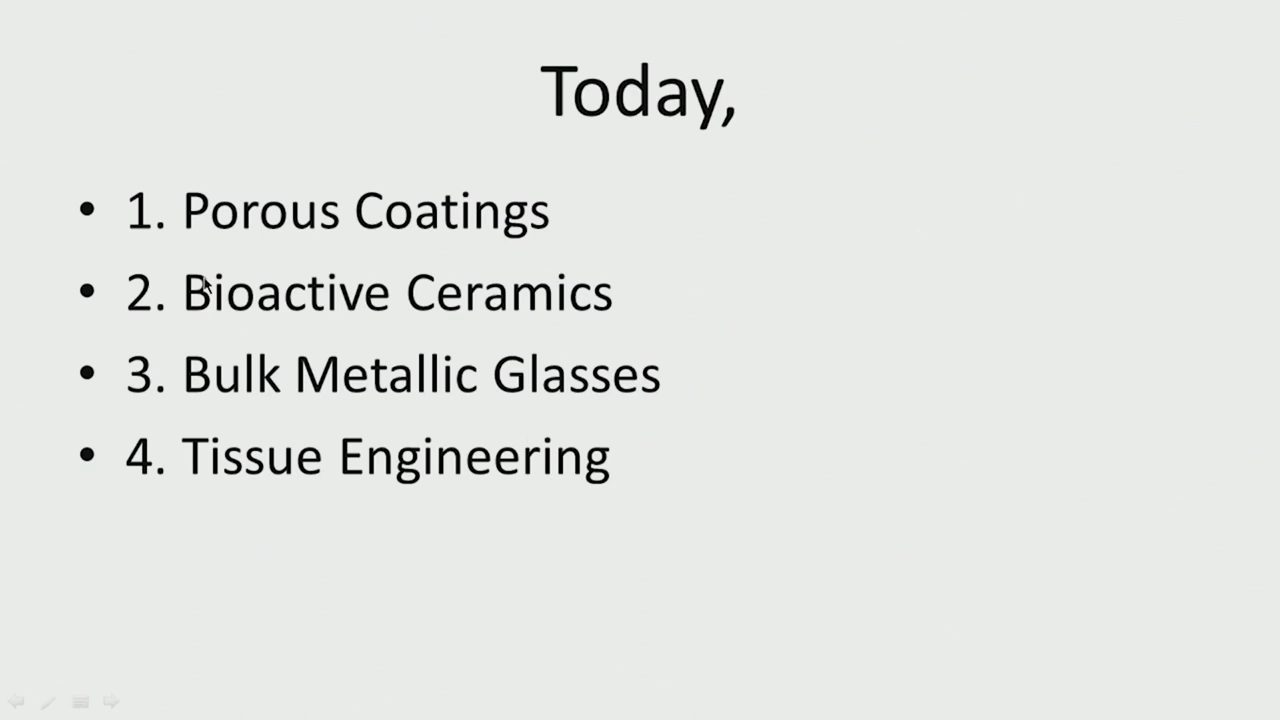 Today,
• 1. Porous Coatings
• 2. Bioactive Ceramics
• 3. Bulk Metallic Glasses
• 4. Tissue Engineering